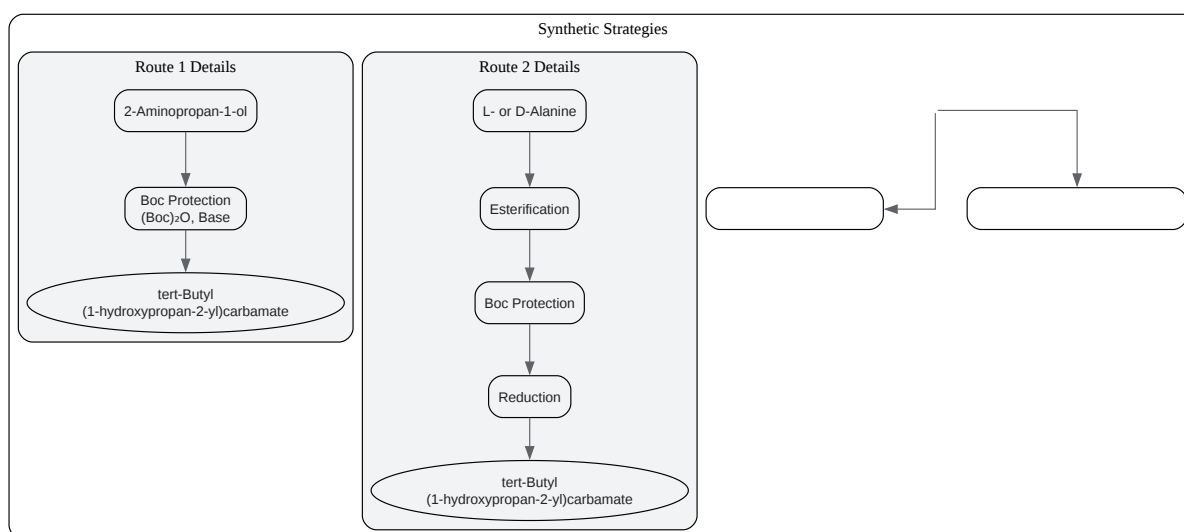 Synthetic Strategies
Route 1 Details
2-Aminopropan-1-ol
Boc Protection
(Boc)₂O, Base
tert-Butyl
(1-hydroxypropan-2-yl)carbamate
Route 2 Details
L- or D-Alanine
Esterification
Boc Protection
Reduction
tert-Butyl
(1-hydroxypropan-2-yl)carbamate